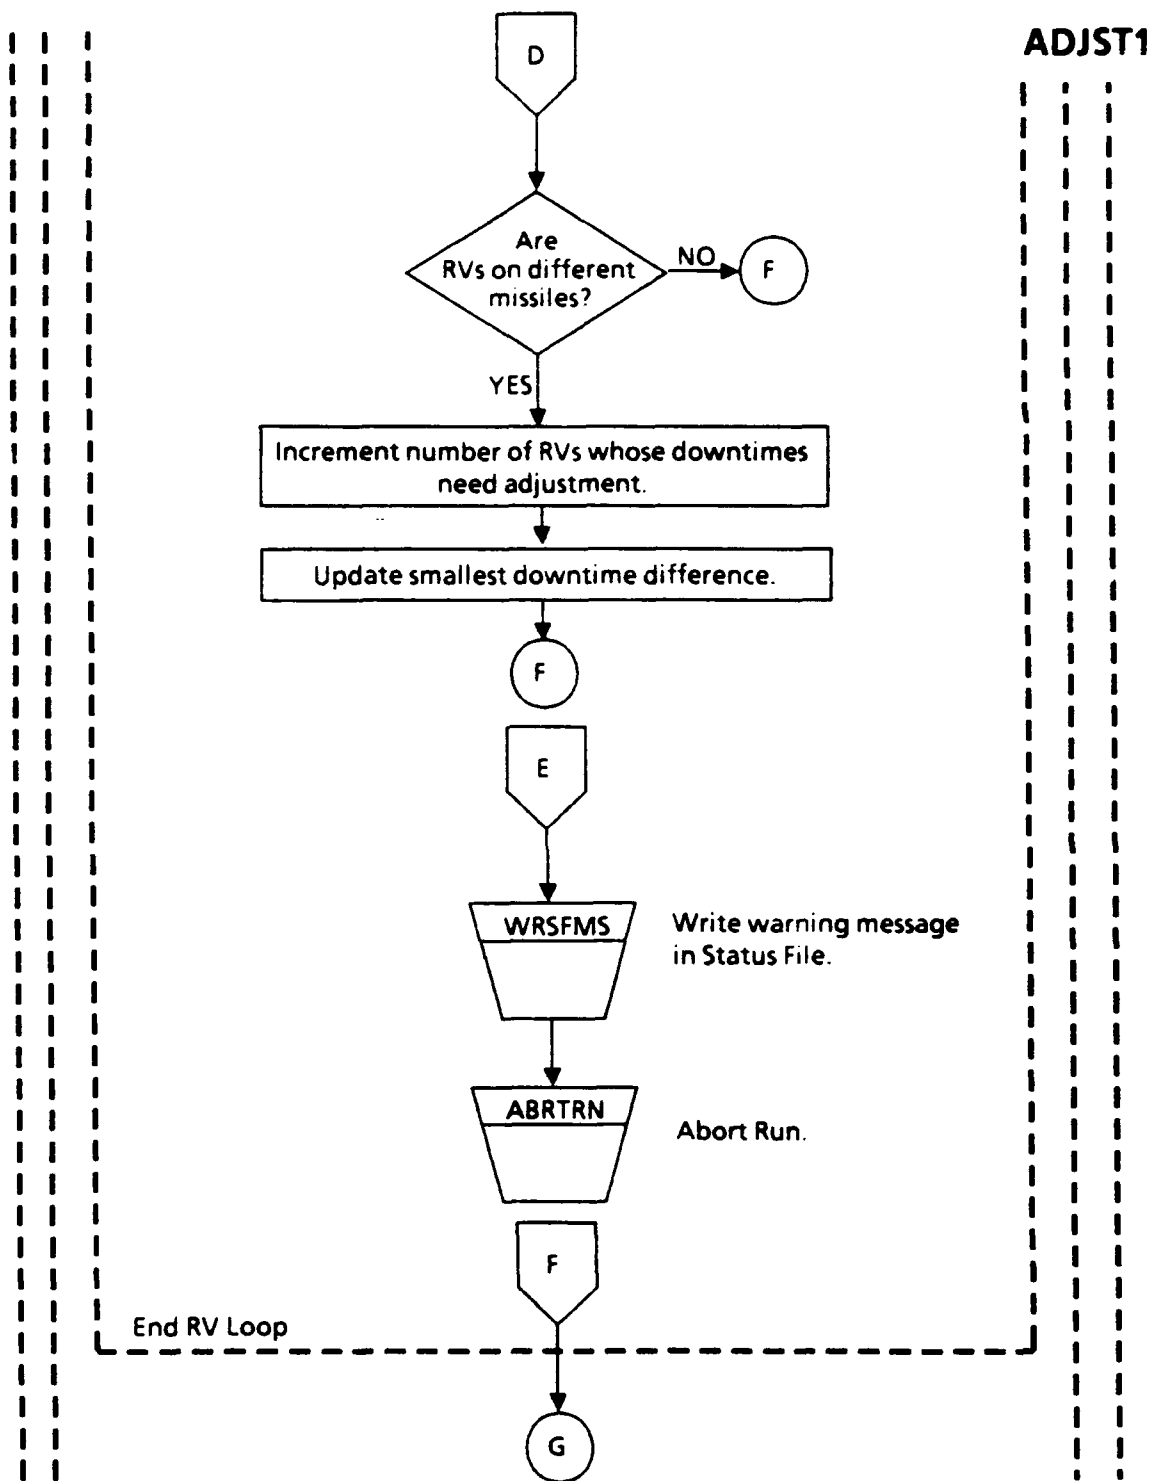 ADJST1
D
Are
RVs on different
missiles?
NO
F
YES
Increment number of RVs whose downtimes
need adjustment.
Update smallest downtime difference.
F
E
WRSFMS
Write warning message
in Status File.
ABRTRN
Abort Run.
F
End RV Loop
G